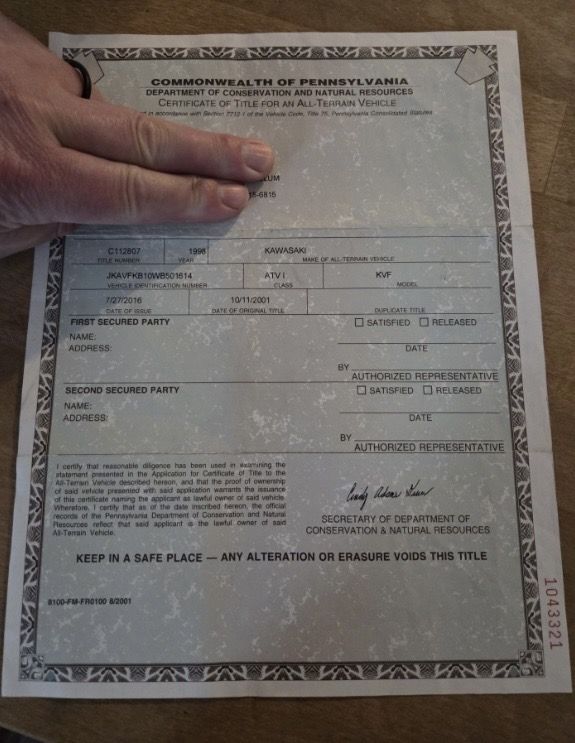 COMMONWEALTH OF PENNSYLVANIA
DEPARTMENT OF CONSERVATION AND NATURAL RESOURCES
CERTIFICATE OF TITLE FOR AN ALL-TERRAIN VEHICLE
in accordance with Section 7712.1 of the Vehicle Code, Title 75, Pennsylvania Consolidated Statutes
LUM
-6815
C112807 1998 KAWASAKI
TITLE NUMBER YEAR MAKE OF ALL-TERRAIN VEHICLE
JKAVFKB10WB501614 ATV I KVF
VEHICLE IDENTIFICATION NUMBER CLASS MODEL
7/27/2016 10/11/2001
DATE OF ISSUE DATE OF ORIGINAL TITLE DUPLICATE TITLE
FIRST SECURED PARTY SATISFIED RELEASED
NAME:
ADDRESS: DATE
BY
AUTHORIZED REPRESENTATIVE
SECOND SECURED PARTY SATISFIED RELEASED
NAME:
ADDRESS: DATE
BY
AUTHORIZED REPRESENTATIVE
I certify that reasonable diligence has been used in examining the
statement presented in the Application for Certificate of Title to the
All-Terrain Vehicle described hereon, and that the proof of ownership
of said vehicle presented with said application warrants the issuance
of this certificate naming the applicant as lawful owner of said vehicle.
Wherefore, I certify that as of the date inscribed hereon, the official
records of the Pennsylvania Department of Conservation and Natural
Resources reflect that said applicant is the lawful owner of said
All-Terrain Vehicle.
Cindy Adams Dunn
SECRETARY OF DEPARTMENT OF
CONSERVATION & NATURAL RESOURCES
KEEP IN A SAFE PLACE — ANY ALTERATION OR ERASURE VOIDS THIS TITLE
8100-FM-FR0100 8/2001
1043321